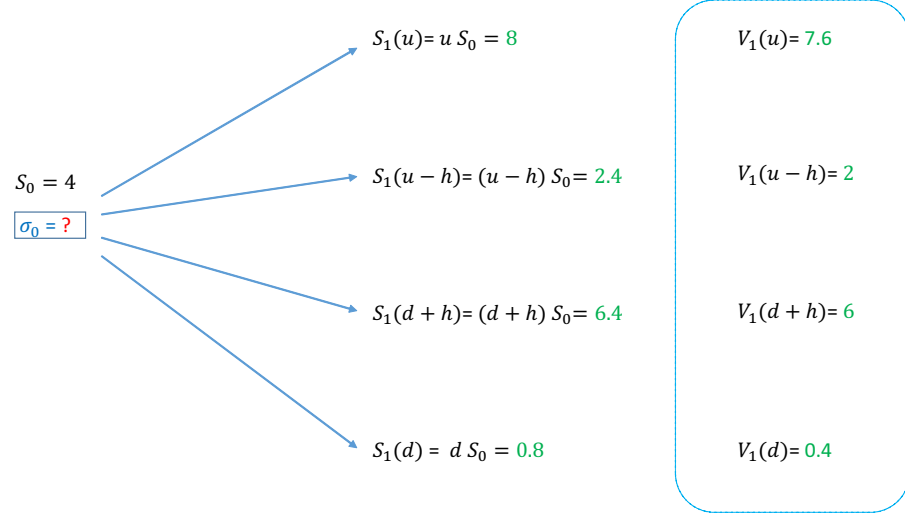 S₁(u)= u S₀ = 8
V₁(u) = 7.6
S₀ = 4
S₁(u − h)= (u − h) S₀= 2.4
V₁(u − h)= 2
σ₀ = ?
S₁(d + h)= (d + h) S₀= 6.4
V₁(d + h)= 6
S₁(d) = d S₀ = 0.8
V₁(d)= 0.4